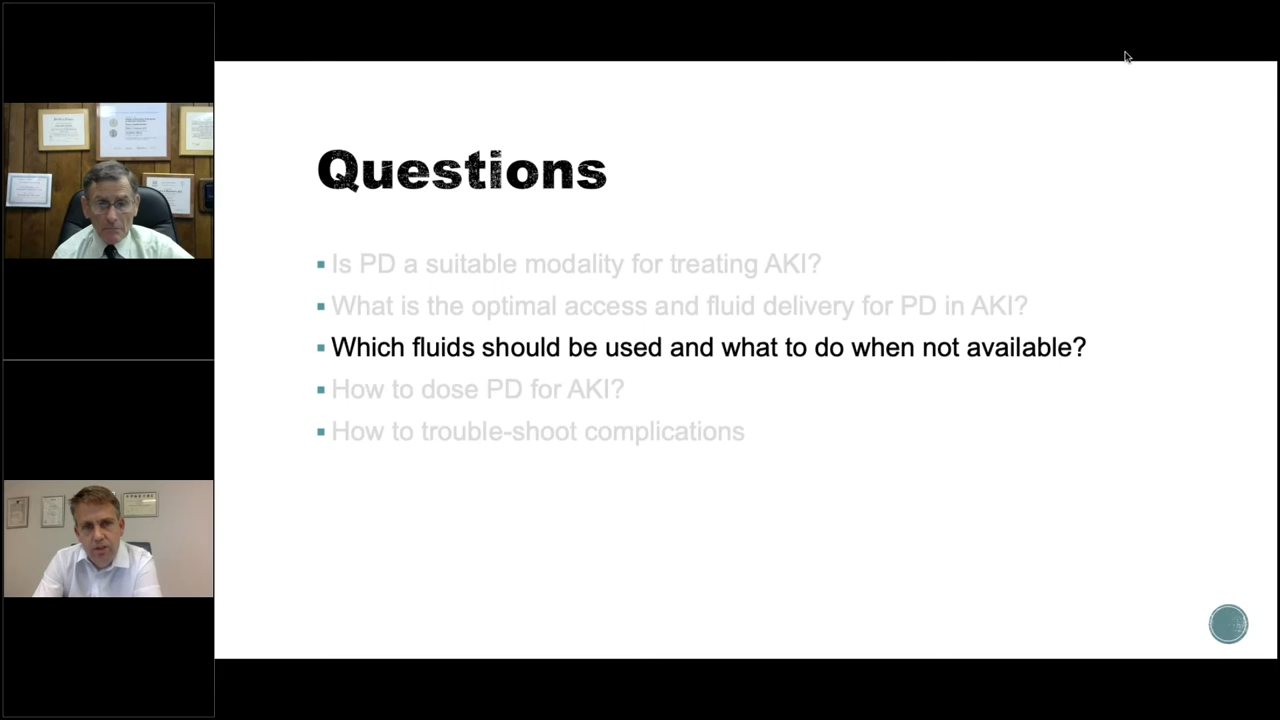 Questions
Is PD a suitable modality for treating AKI?
What is the optimal access and fluid delivery for PD in AKI?
Which fluids should be used and what to do when not available?
How to dose PD for AKI?
How to trouble-shoot complications